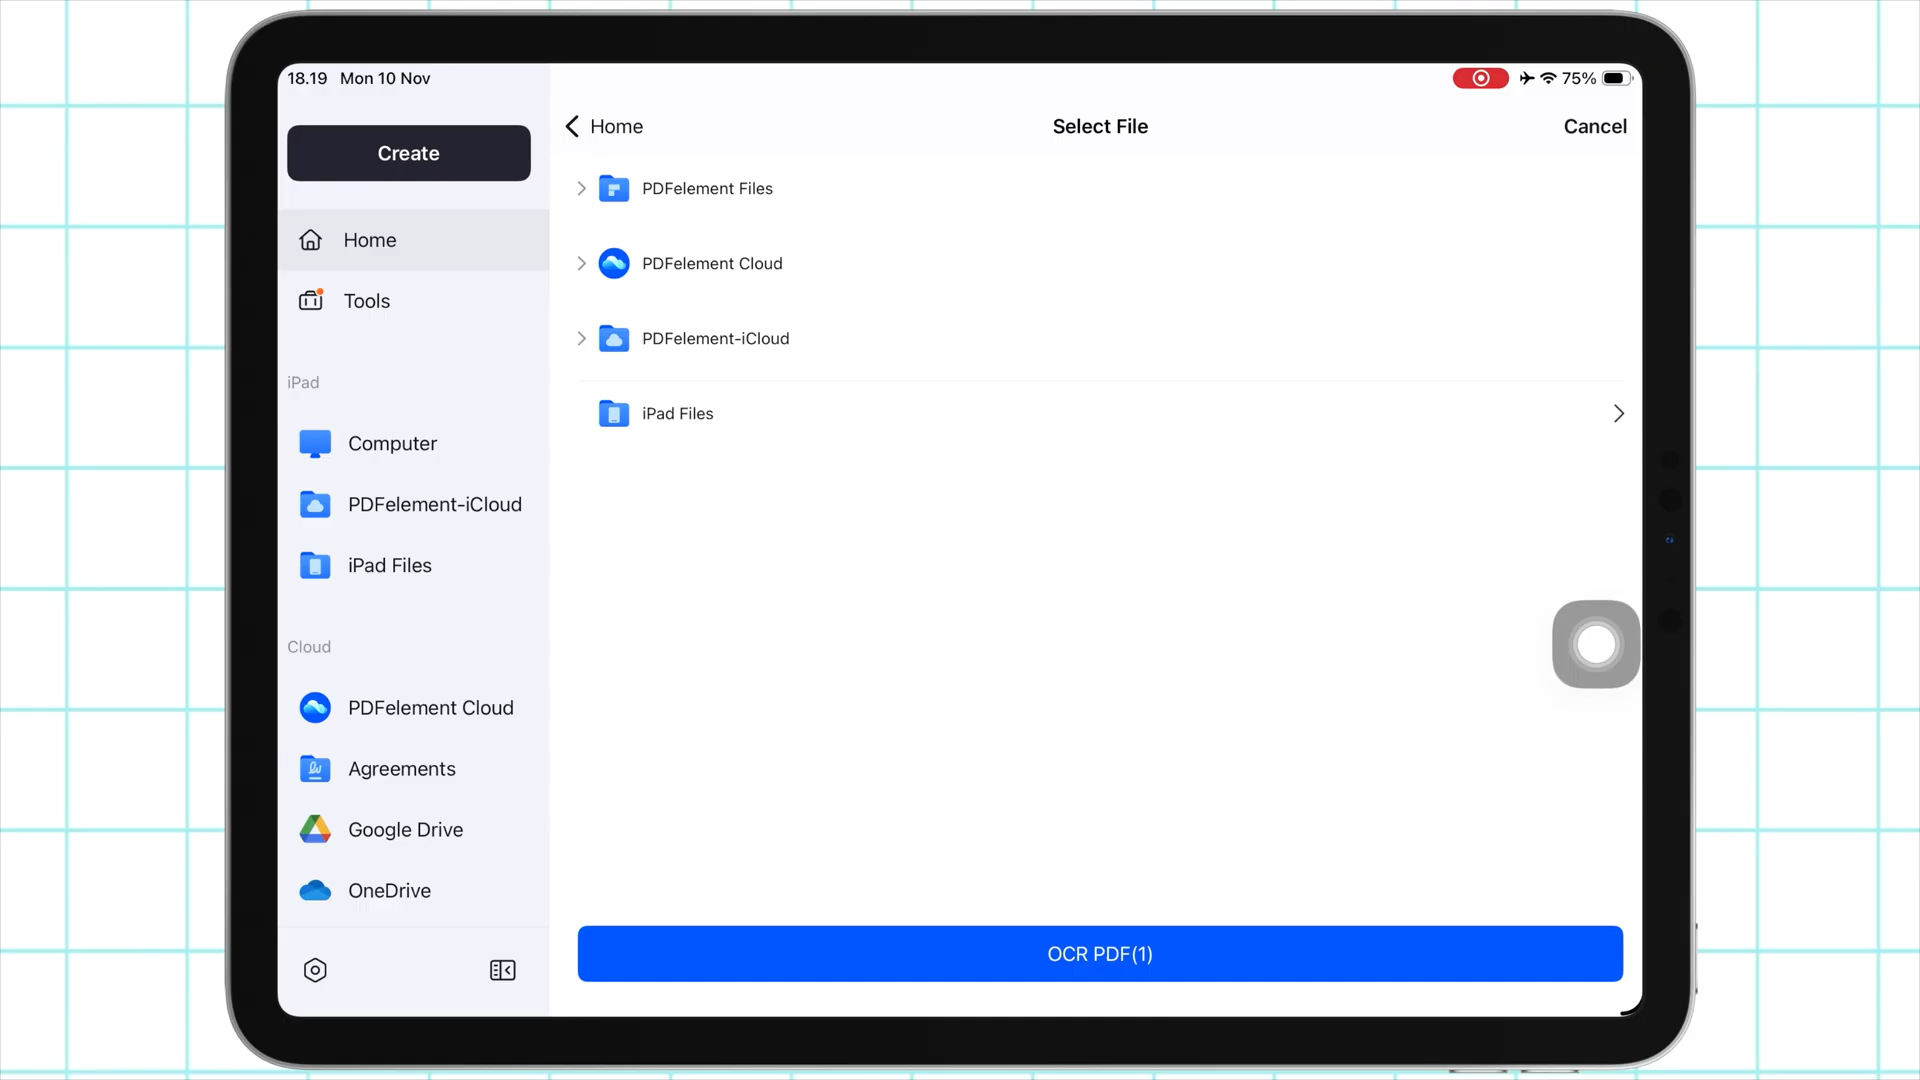 18.19 Mon 10 Nov
75%
Create
Home
Tools
iPad
Computer
PDFelement-iCloud
iPad Files
Cloud
PDFelement Cloud
Agreements
Google Drive
OneDrive
Home
Select File
Cancel
PDFelement Files
PDFelement Cloud
PDFelement-iCloud
iPad Files
OCR PDF(1)